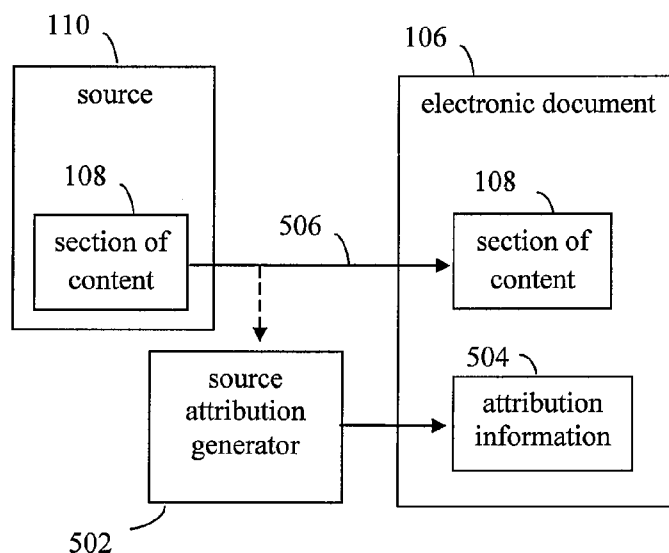 110
106
source
electronic document
108
108
section of
content
506
section of
content
504
source
attribution
generator
attribution
information
502